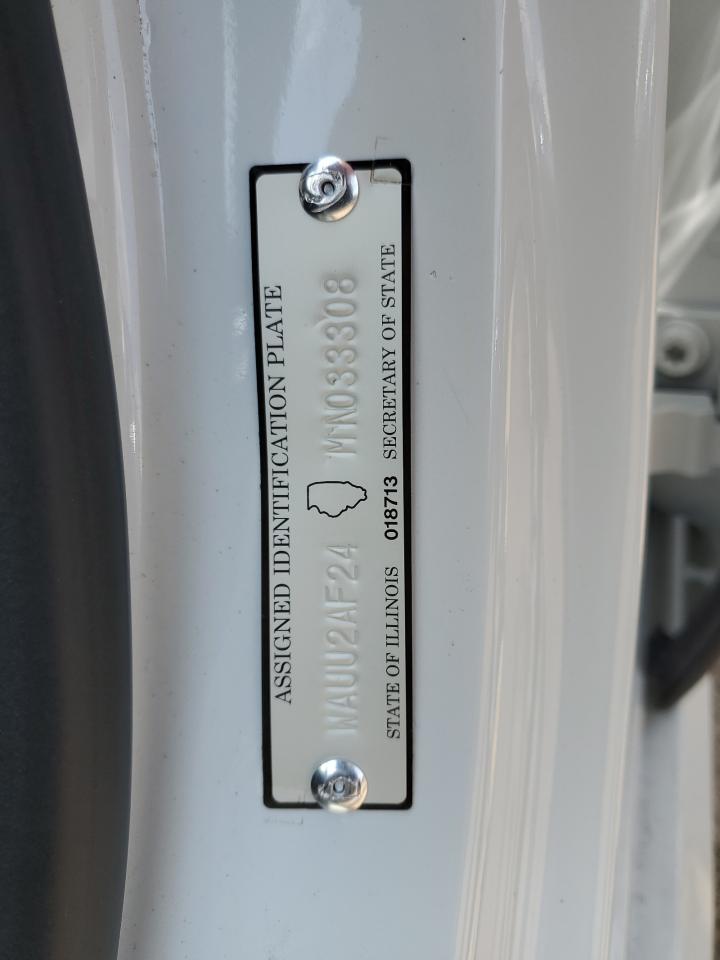 ASSIGNED IDENTIFICATION PLATE
WAUU2AF24 MN033308
STATE OF ILLINOIS 018713 SECRETARY OF STATE